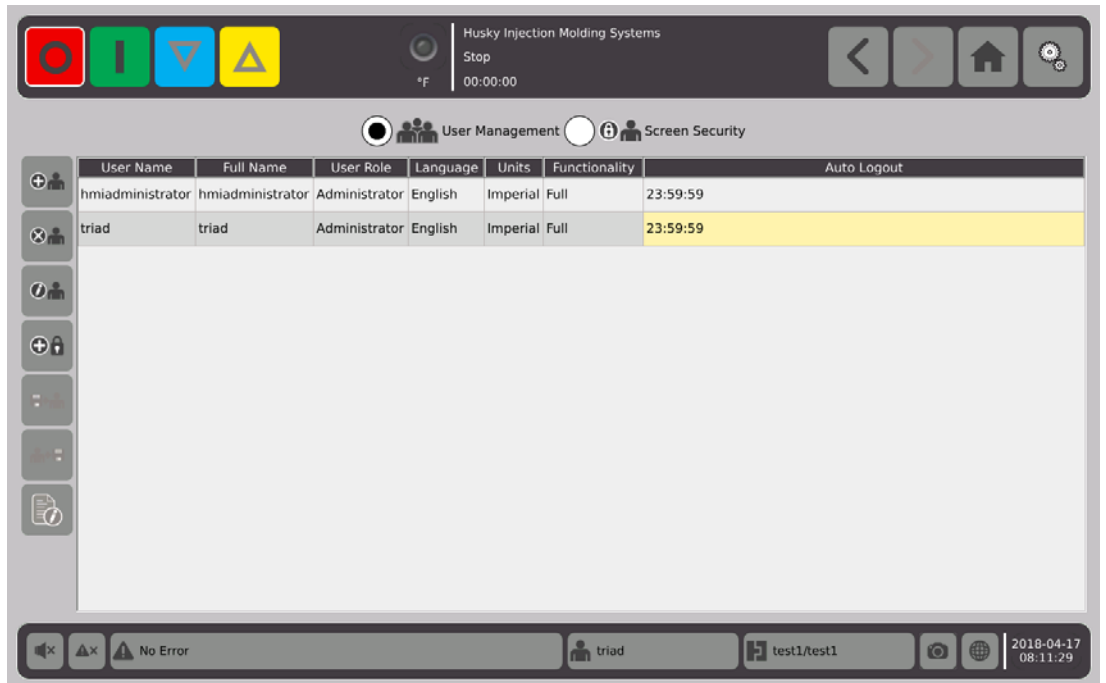 Husky Injection Molding Systems
Stop
°F 00:00:00
User Management Screen Security
User Name Full Name User Role Language Units Functionality Auto Logout
hmiadministrator hmiadministrator Administrator English Imperial Full 23:59:59
triad triad Administrator English Imperial Full 23:59:59
No Error triad test1/test1 2018-04-17
08:11:29